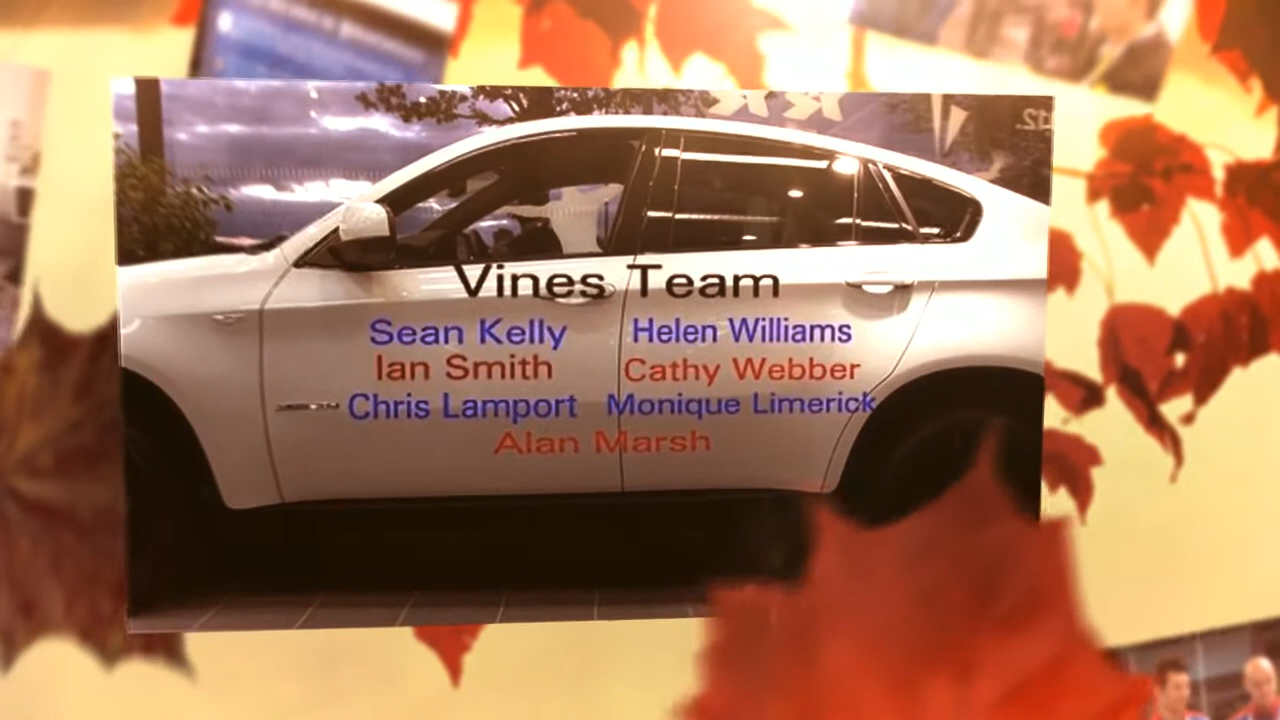 Vines Team
Sean Kelly Helen Williams
Ian Smith Cathy Webber
Chris Lamport Monique Limerick
Alan Marsh